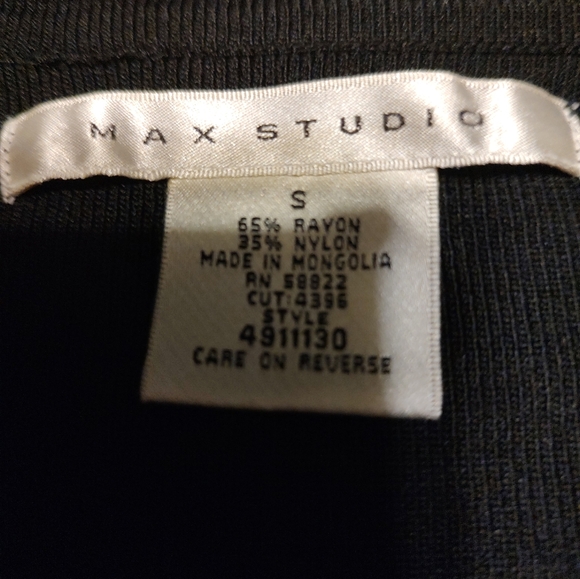 MAX STUDIO
S
65% RAYON
35% NYLON
MADE IN MONGOLIA
RN 58822
CUT:4396
STYLE
4911130
CARE ON REVERSE